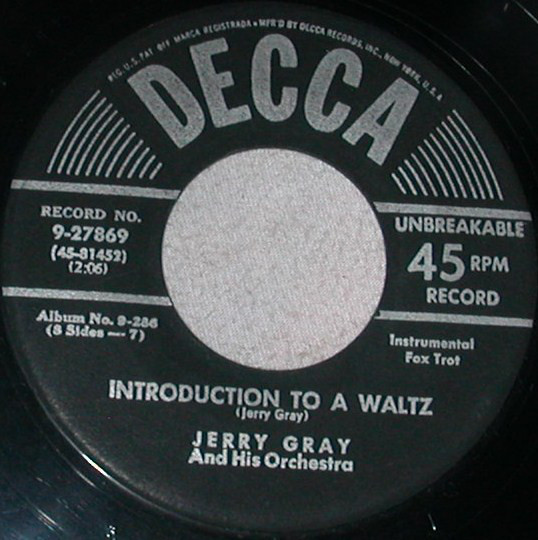 REG. U.S. PAT. OFF. MARCA REGISTRADA • MF'R'D BY DECCA RECORDS, INC., NEW YORK, U.S.A.
DECCA
RECORD NO.
9-27869
(45-81452)
(2:06)
UNBREAKABLE
45 RPM
RECORD
Album No. 9-286
(8 Sides — 7)
Instrumental
Fox Trot
INTRODUCTION TO A WALTZ
(Jerry Gray)
JERRY GRAY
And His Orchestra